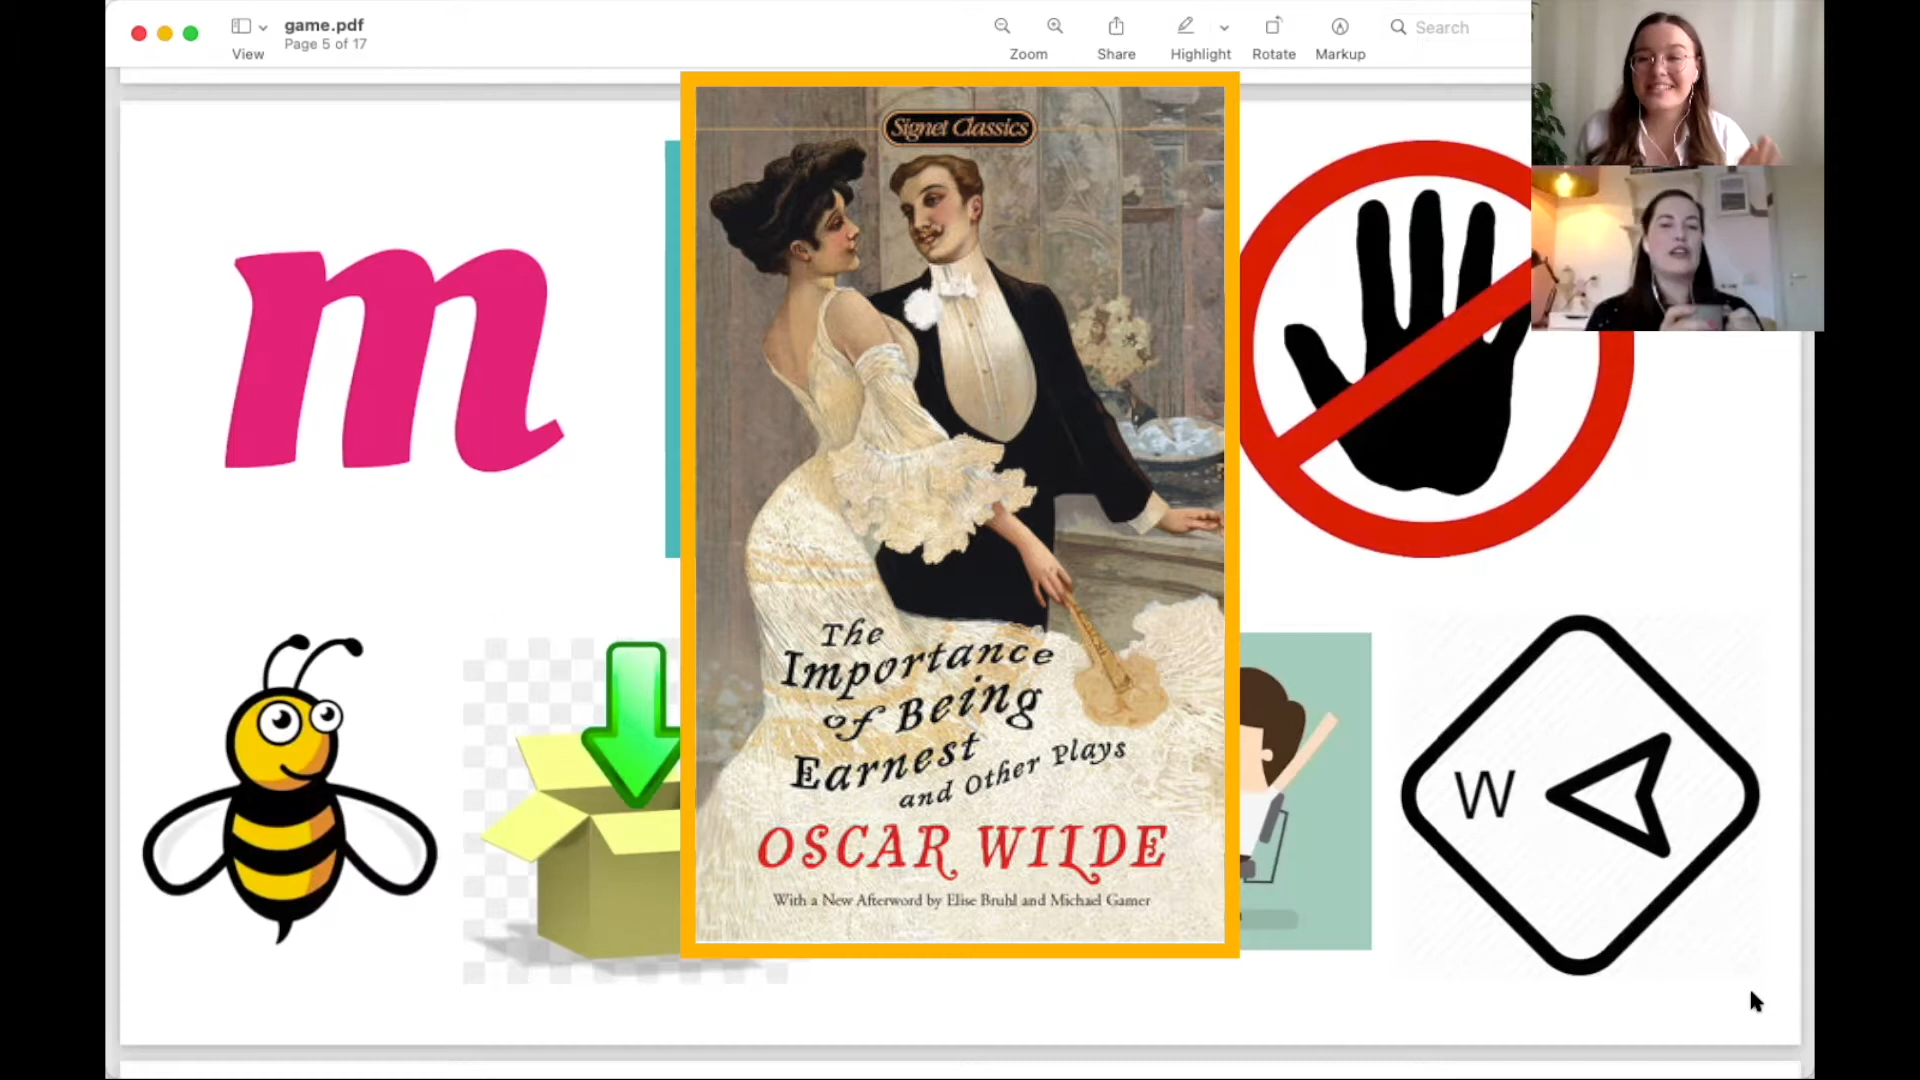 game.pdf
Page 5 of 17
View
Zoom
Share
Highlight
Rotate
Markup
Search
Signet Classics
m
The
Importance
of Being
Earnest
and Other Plays
OSCAR WILDE
With a New Afterword by Elise Bruhl and Michael Gamer
W